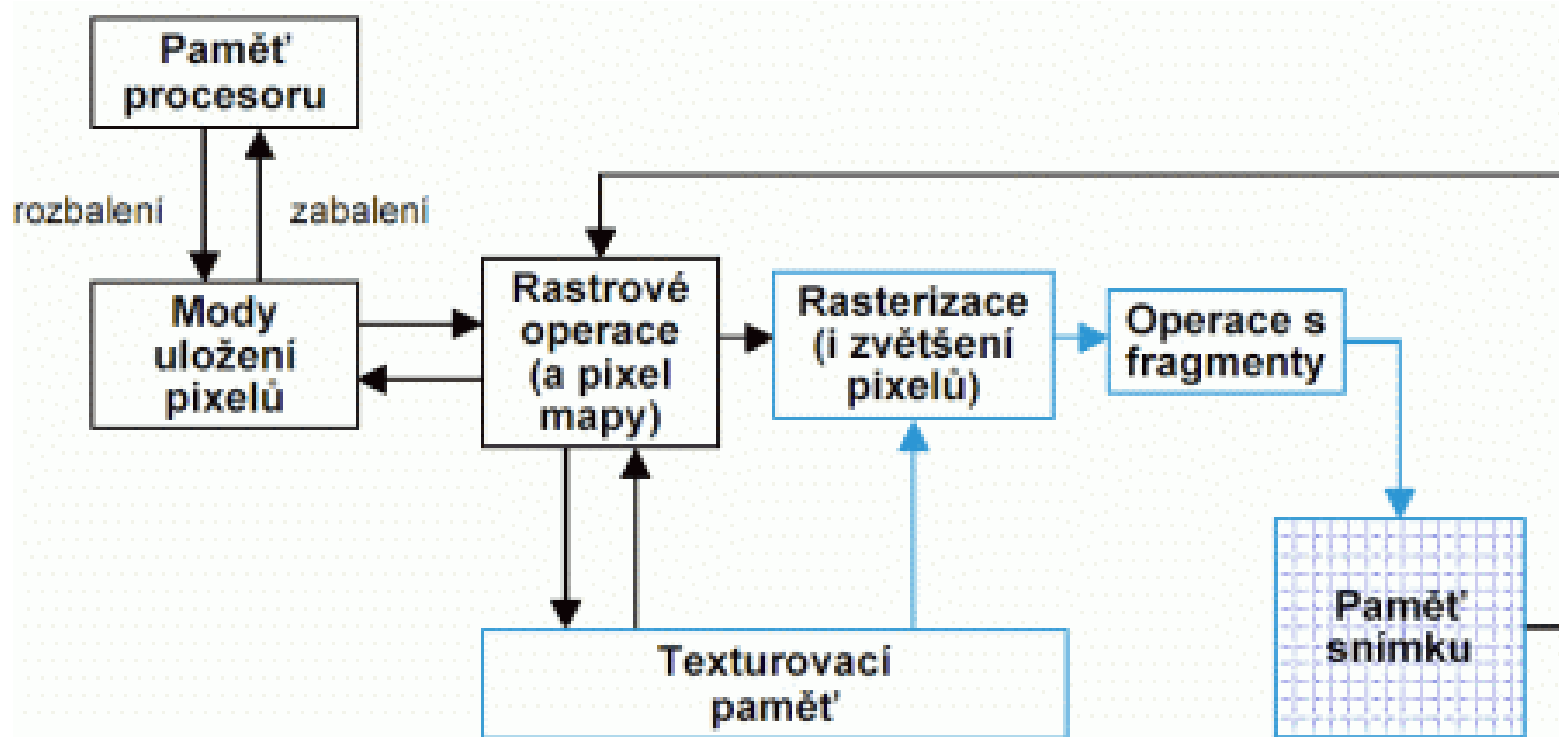 Paměť
procesoru
rozbalení
zabalení
Mody
uložení
pixelů
Rastrové
operace
(a pixel
mapy)
Rasterizace
(i zvětšení
pixelů)
Operace s
fragmenty
Texturovací
paměť
Paměť
snímku